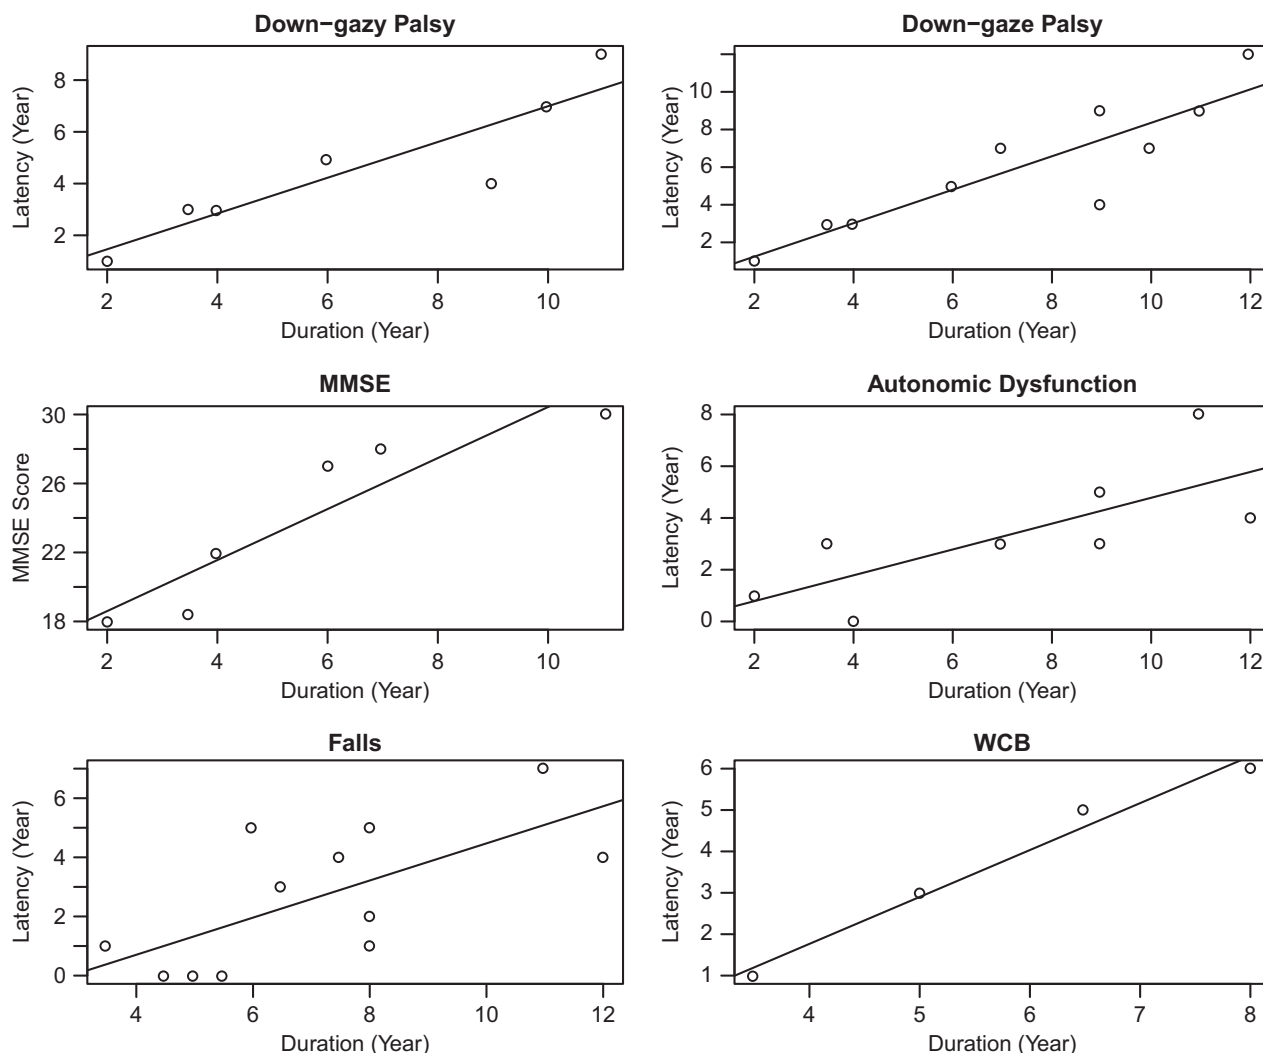 Down−gazy Palsy
Latency (Year)
8
6
4
2
2 4 6 8 10
Duration (Year)
Down−gaze Palsy
Latency (Year)
10
8
6
4
2
2 4 6 8 10 12
Duration (Year)
MMSE
MMSE Score
30
26
22
18
2 4 6 8 10
Duration (Year)
Autonomic Dysfunction
Latency (Year)
8
6
4
2
0
2 4 6 8 10 12
Duration (Year)
Falls
Latency (Year)
6
4
2
0
4 6 8 10 12
Duration (Year)
WCB
Latency (Year)
6
5
4
3
2
1
4 5 6 7 8
Duration (Year)